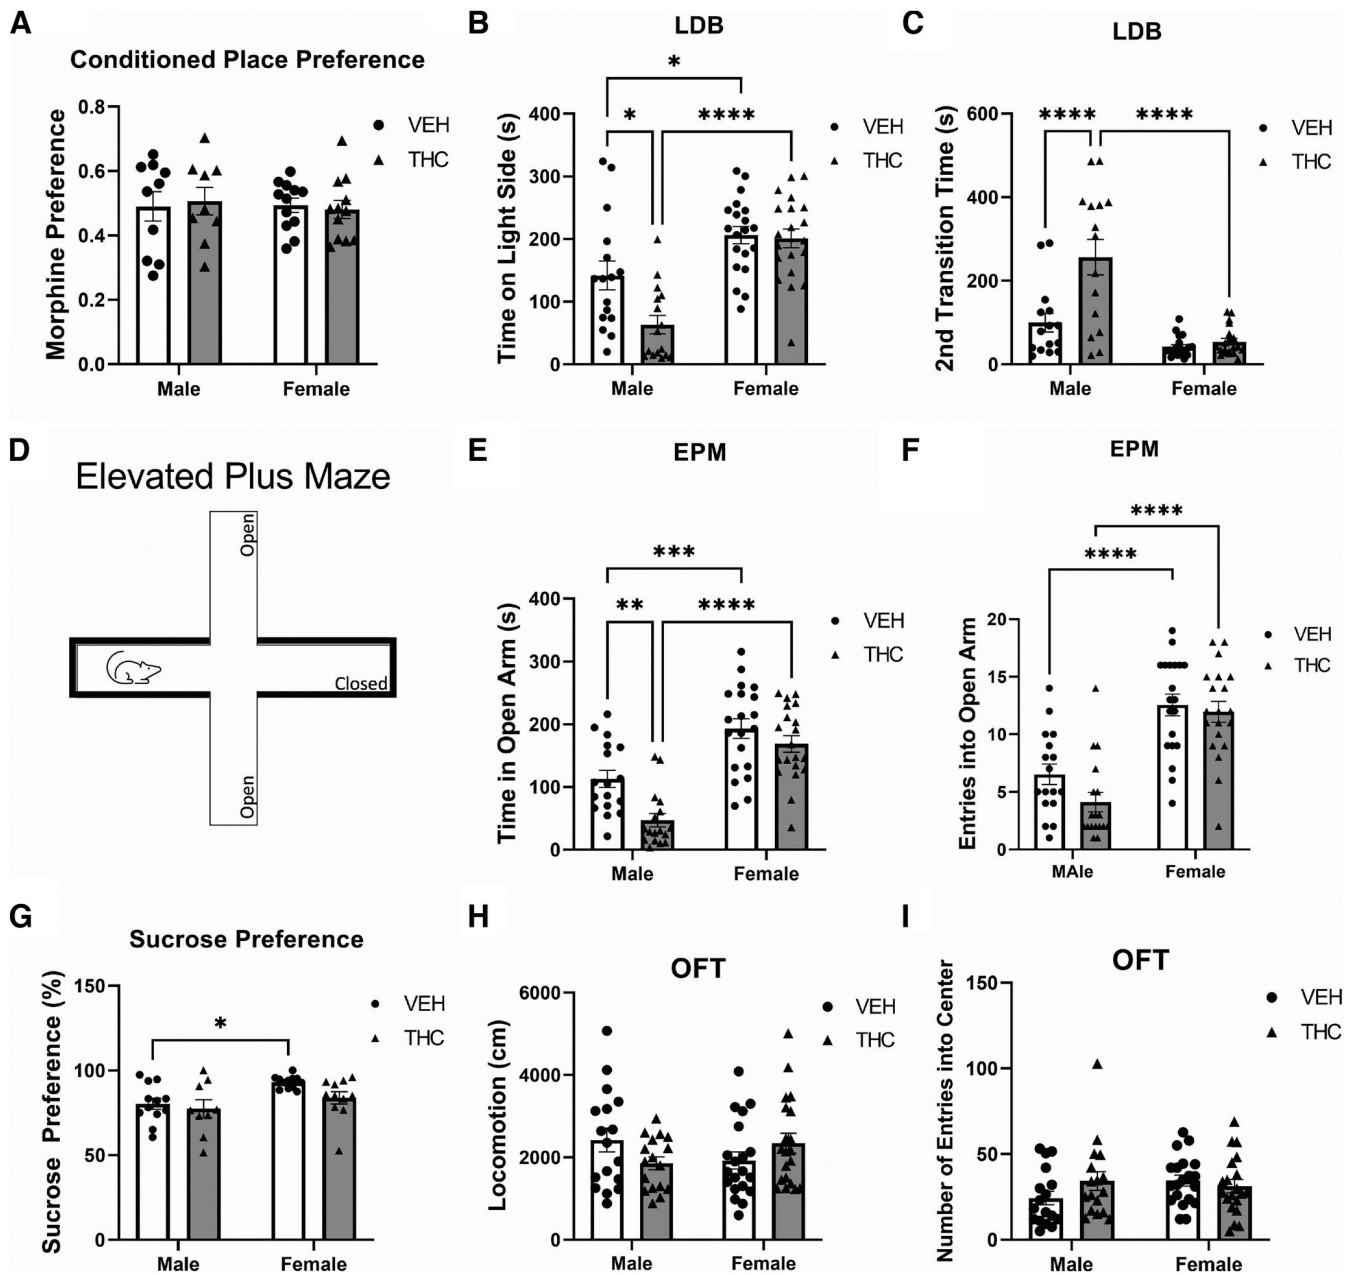 A
Conditioned Place Preference
Morphine Preference
0.8
0.6
0.4
0.2
0.0
VEH
THC
Male
Female
B
LDB
Time on Light Side (s)
400
300
200
100
0
*
*
****
VEH
THC
Male
Female
C
LDB
2nd Transition Time (s)
600
400
200
0
****
****
VEH
THC
Male
Female
D
Elevated Plus Maze
Open
Closed
Open
E
EPM
Time in Open Arm (s)
400
300
200
100
0
***
**
****
VEH
THC
Male
Female
F
EPM
Entries into Open Arm
20
15
10
5
0
****
****
VEH
THC
MAle
Female
G
Sucrose Preference
Sucrose Preference (%)
150
100
50
0
*
VEH
THC
Male
Female
H
OFT
Locomotion (cm)
6000
4000
2000
0
VEH
THC
Male
Female
I
OFT
Number of Entries into Center
150
100
50
0
VEH
THC
Male
Female